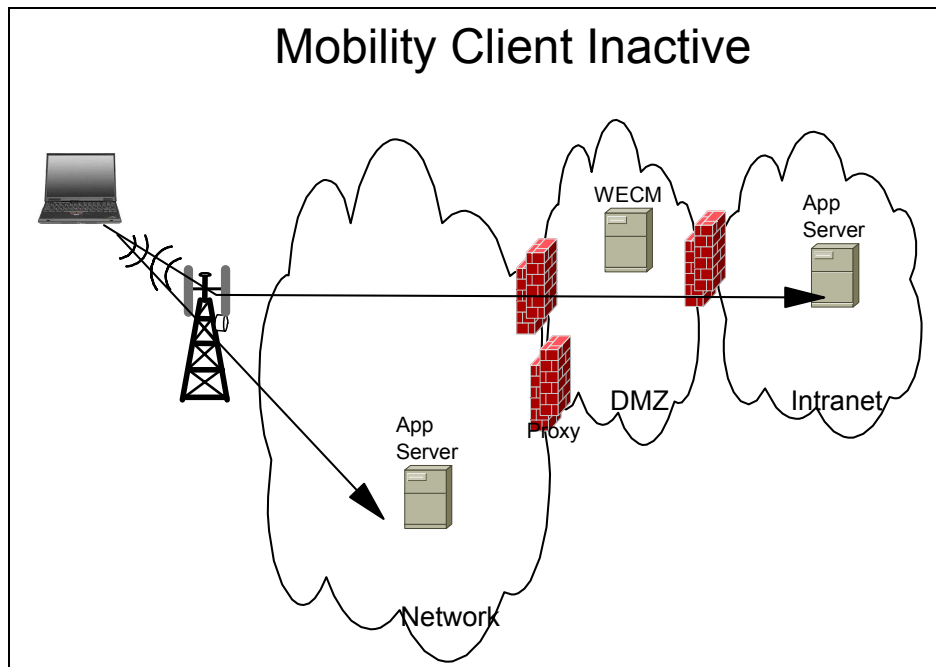 Mobility Client Inactive
WECM
App
Server
App
Server
Proxy
DMZ
Intranet
Network